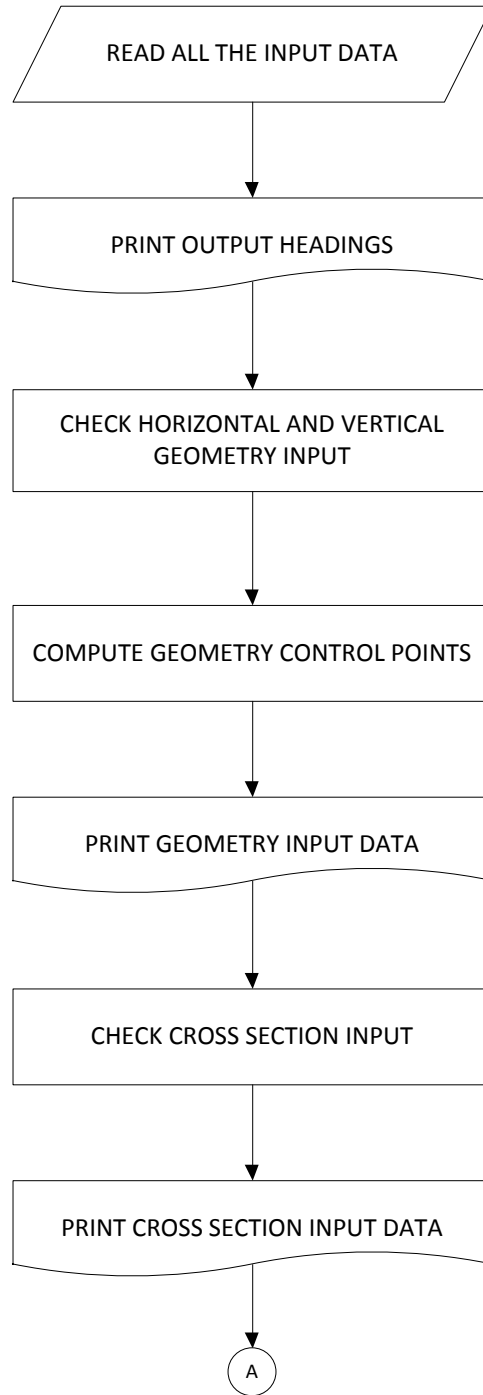 READ ALL THE INPUT DATA
PRINT OUTPUT HEADINGS
CHECK HORIZONTAL AND VERTICAL
GEOMETRY INPUT
COMPUTE GEOMETRY CONTROL POINTS
PRINT GEOMETRY INPUT DATA
CHECK CROSS SECTION INPUT
PRINT CROSS SECTION INPUT DATA
A